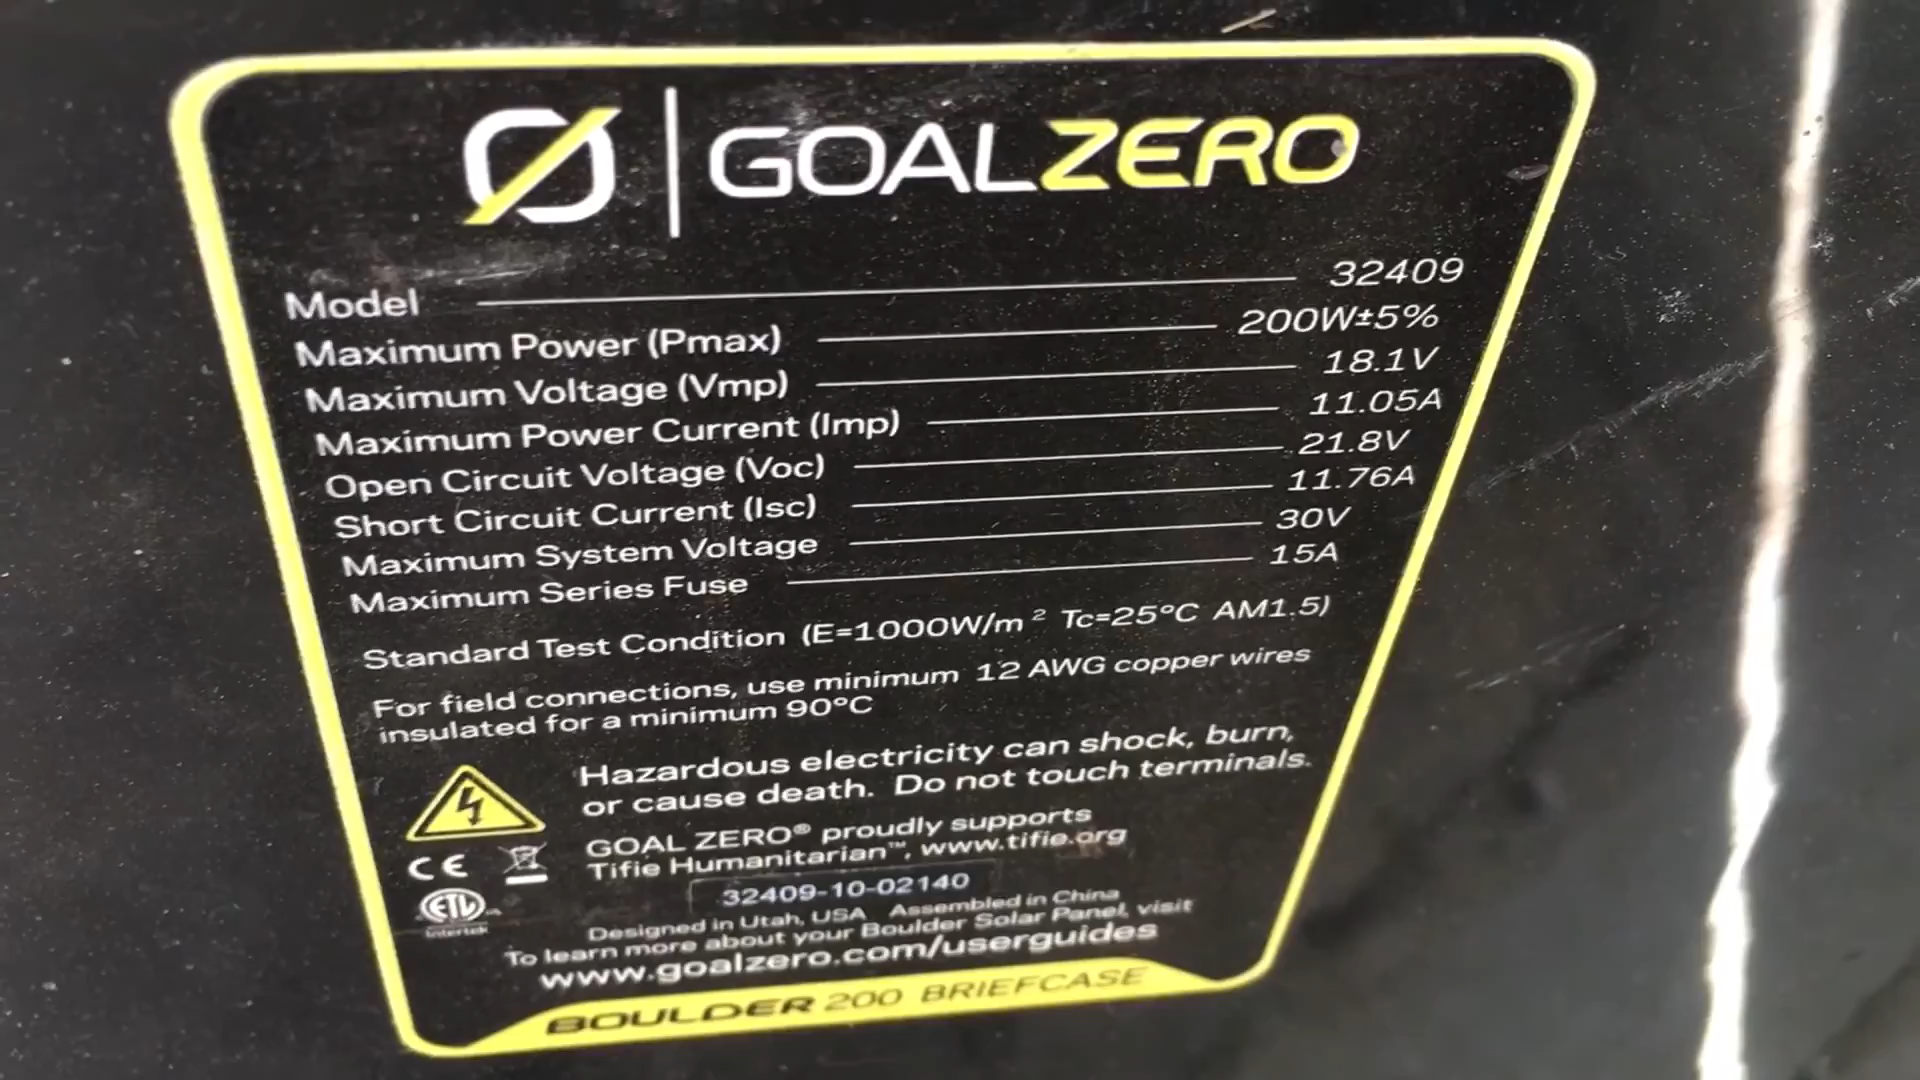 GOALZERO
Model 32409
Maximum Power (Pmax) 200W±5%
Maximum Voltage (Vmp) 18.1V
Maximum Power Current (Imp) 11.05A
Open Circuit Voltage (Voc) 21.8V
Short Circuit Current (Isc) 11.76A
Maximum System Voltage 30V
Maximum Series Fuse 15A
Standard Test Condition (E=1000W/m² Tc=25°C AM1.5)
For field connections, use minimum 12 AWG copper wires
insulated for a minimum 90°C
Hazardous electricity can shock, burn,
or cause death. Do not touch terminals.
GOAL ZERO® proudly supports
Tifie Humanitarian™, www.tifie.org
CE
ETL
Intertek
32409-10-02140
Designed in Utah, USA Assembled in China
To learn more about your Boulder Solar Panel, visit
www.goalzero.com/userguides
BOULDER 200 BRIEFCASE